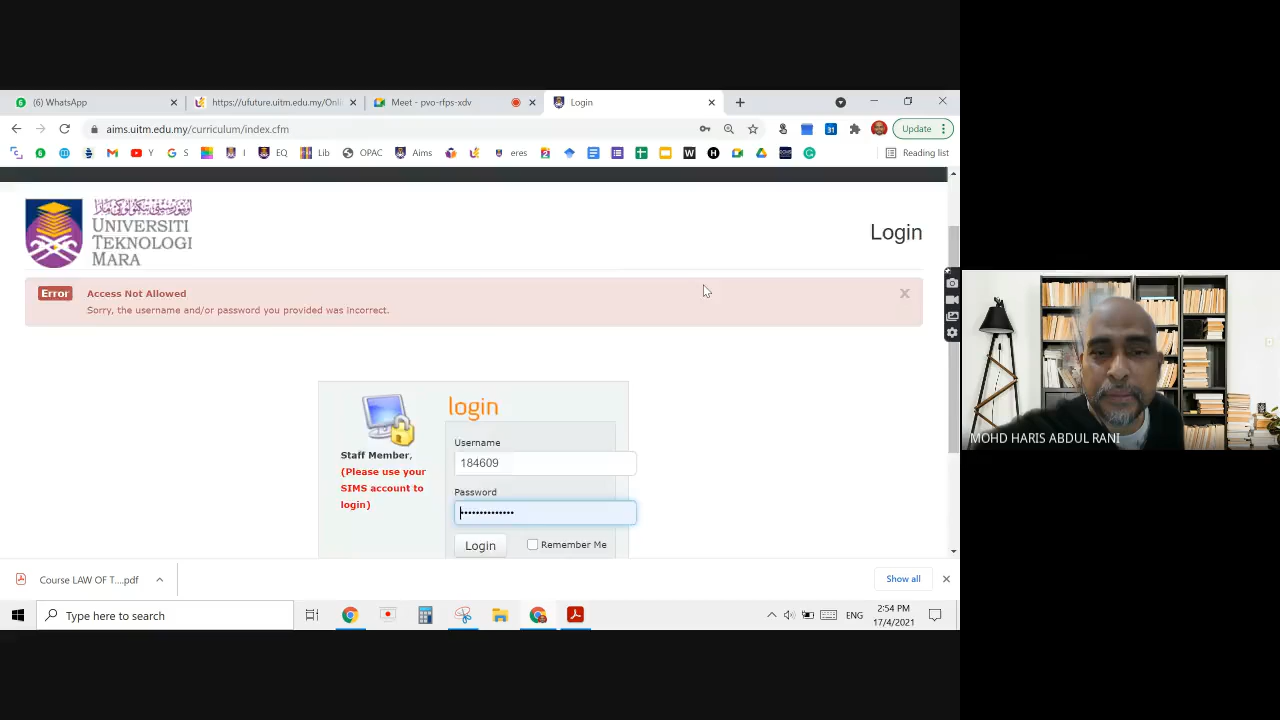 (6) WhatsApp
https://ufuture.uitm.edu.my/Onli
Meet - pvo-rfps-xdv
Login
aims.uitm.edu.my/curriculum/index.cfm
Update
Y
S
I
EQ
Lib
OPAC
Aims
eres
Reading list
UNIVERSITI
TEKNOLOGI
MARA
Login
Error
Access Not Allowed
Sorry, the username and/or password you provided was incorrect.
login
Staff Member,
(Please use your
SIMS account to
login)
Username
184609
Password
Login
Remember Me
MOHD HARIS ABDUL RANI
Course LAW OF T....pdf
Show all
Type here to search
ENG
2:54 PM
17/4/2021